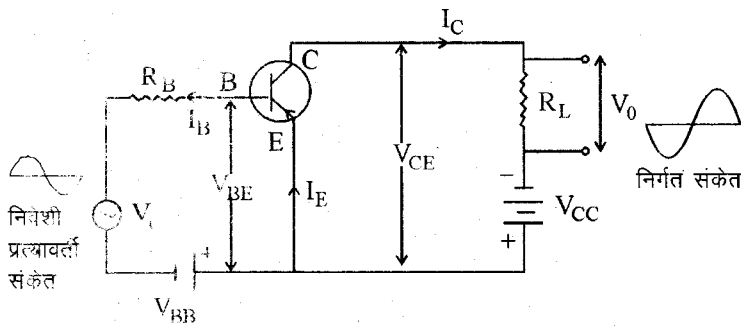 I_C
C
R_B
B
I_B
E
V_BE
I_E
V_CE
R_L
V_0
निर्गत संकेत
−
V_CC
+
निवेशी
प्रत्यावर्ती
संकेत
V_i
+
V_BB